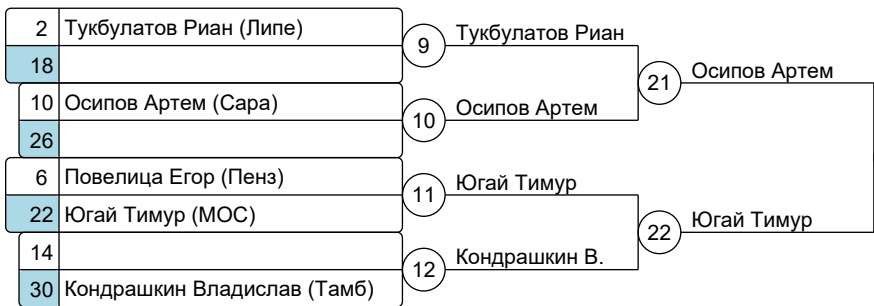 2 Тукбулатов Риан (Липе)
18
10 Осипов Артем (Сара)
26
6 Повелица Егор (Пенз)
22 Югай Тимур (МОС)
14
30 Кондрашкин Владислав (Тамб)
9 Тукбулатов Риан
10 Осипов Артем
11 Югай Тимур
12 Кондрашкин В.
21 Осипов Артем
22 Югай Тимур